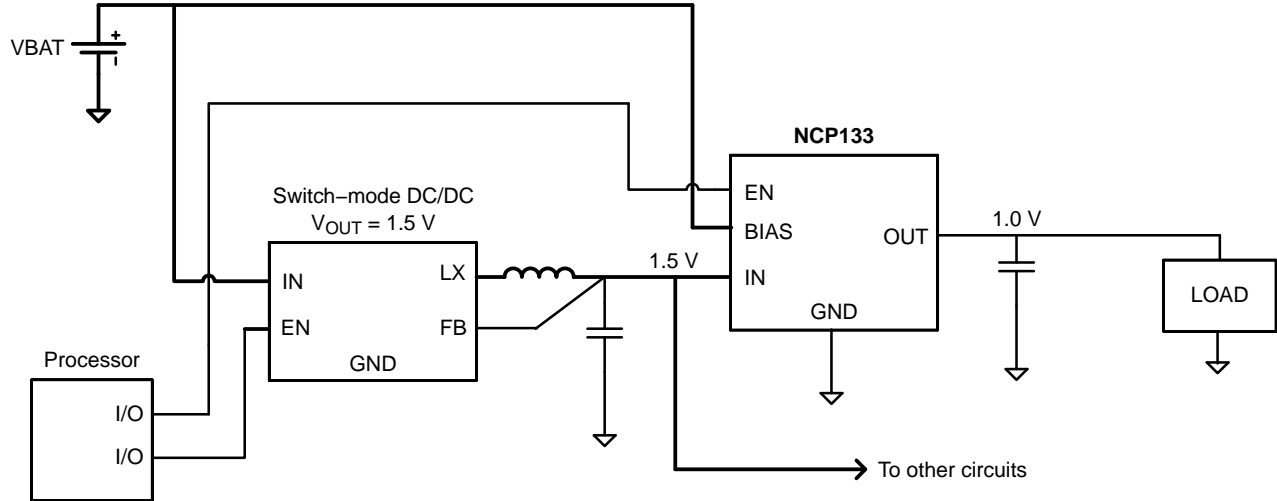 VBAT
+
NCP133
EN
BIAS
IN
OUT
GND
1.0 V
LOAD
Switch−mode DC/DC
VOUT = 1.5 V
IN
EN
LX
FB
GND
1.5 V
Processor
I/O
I/O
To other circuits